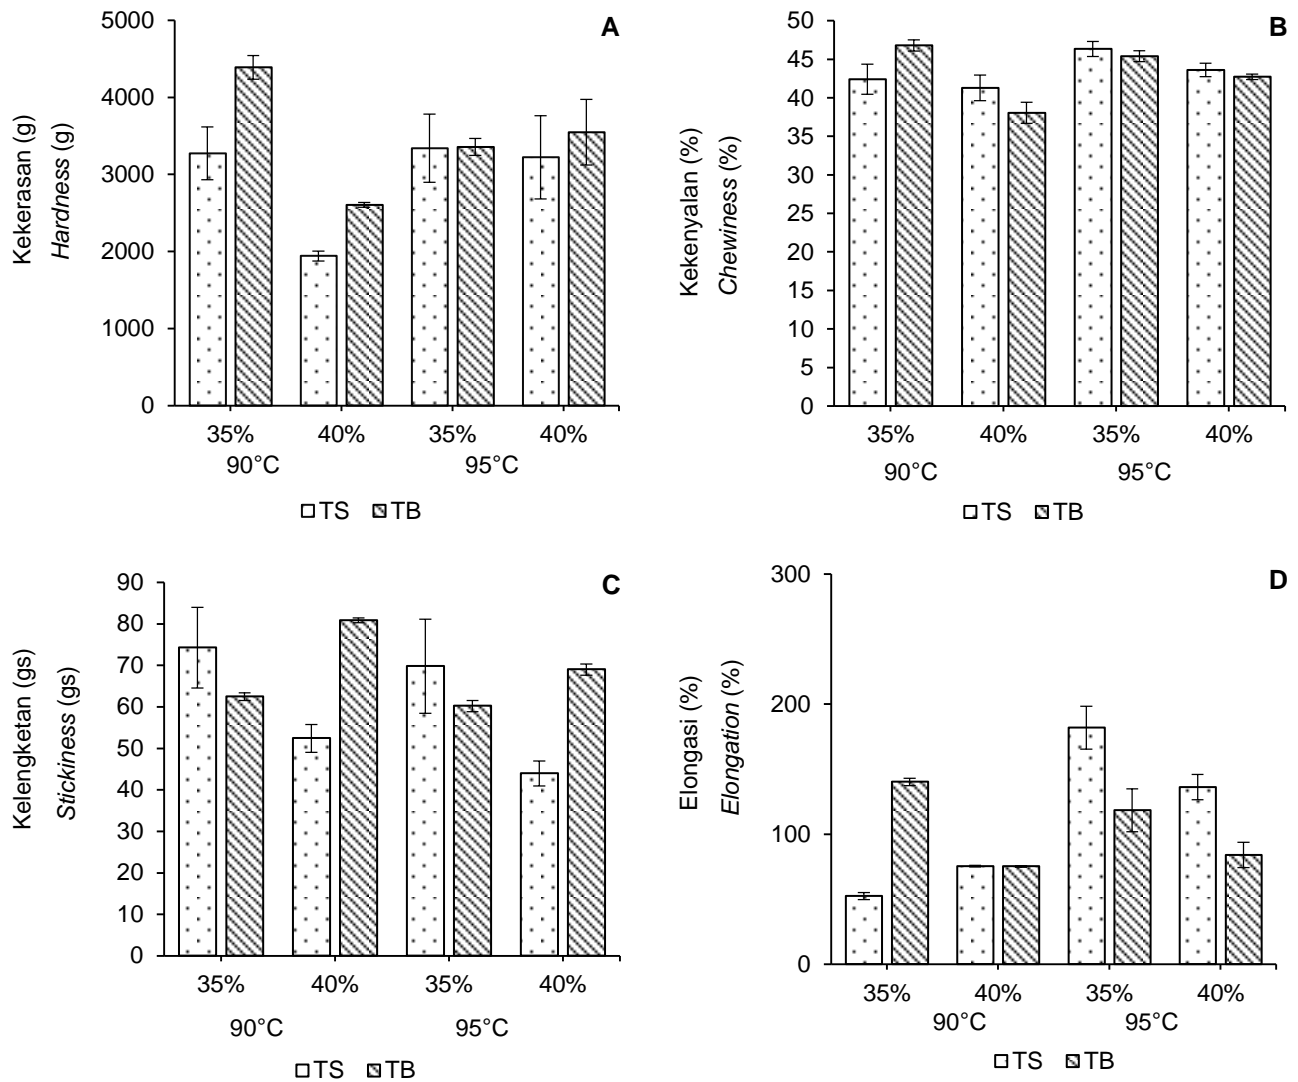 A
Kekerasan (g)
Hardness (g)
5000
4000
3000
2000
1000
0
35% 40% 35% 40%
90°C 95°C
TS TB
B
Kekenyalan (%)
Chewiness (%)
50
45
40
35
30
25
20
15
10
5
0
35% 40% 35% 40%
90°C 95°C
TS TB
C
Kelengketan (gs)
Stickiness (gs)
90
80
70
60
50
40
30
20
10
0
35% 40% 35% 40%
90°C 95°C
TS TB
D
Elongasi (%)
Elongation (%)
300
200
100
0
35% 40% 35% 40%
90°C 95°C
TS TB